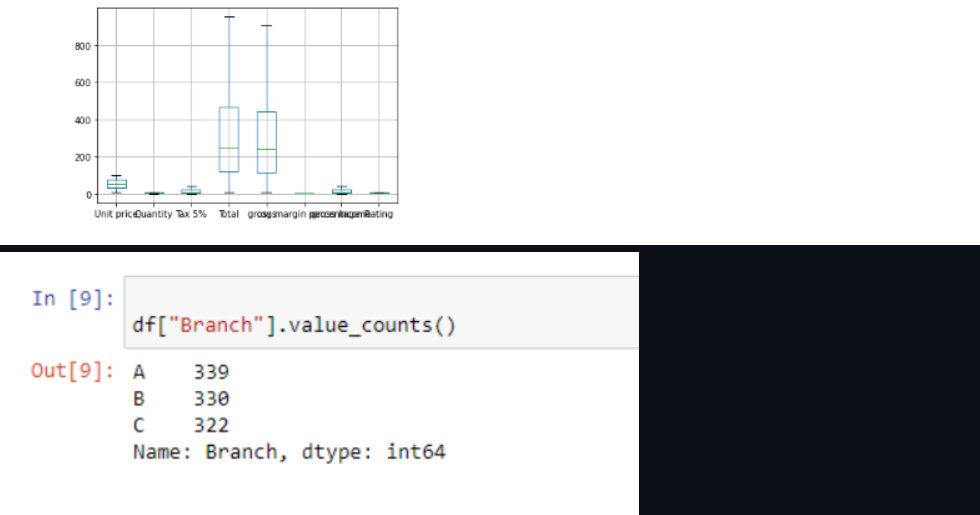 800
600
400
200
0
Unit price Quantity Tax 5% Total cogs gross margin percentage gross income Rating
In [9]:
df["Branch"].value_counts()
Out[9]: A 339
B 330
C 322
Name: Branch, dtype: int64